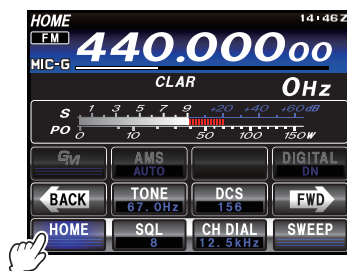 HOME 14:46Z
FM 440.00000
MIC-G
CLAR 0Hz
S 1 3 5 7 9 +20 +40 +60dB
PO 0 10 50 100 150W
GM AMS AUTO DIGITAL DN
BACK TONE 67.0Hz DCS 156 FWD
HOME SQL 8 CH DIAL 12.5kHz SWEEP